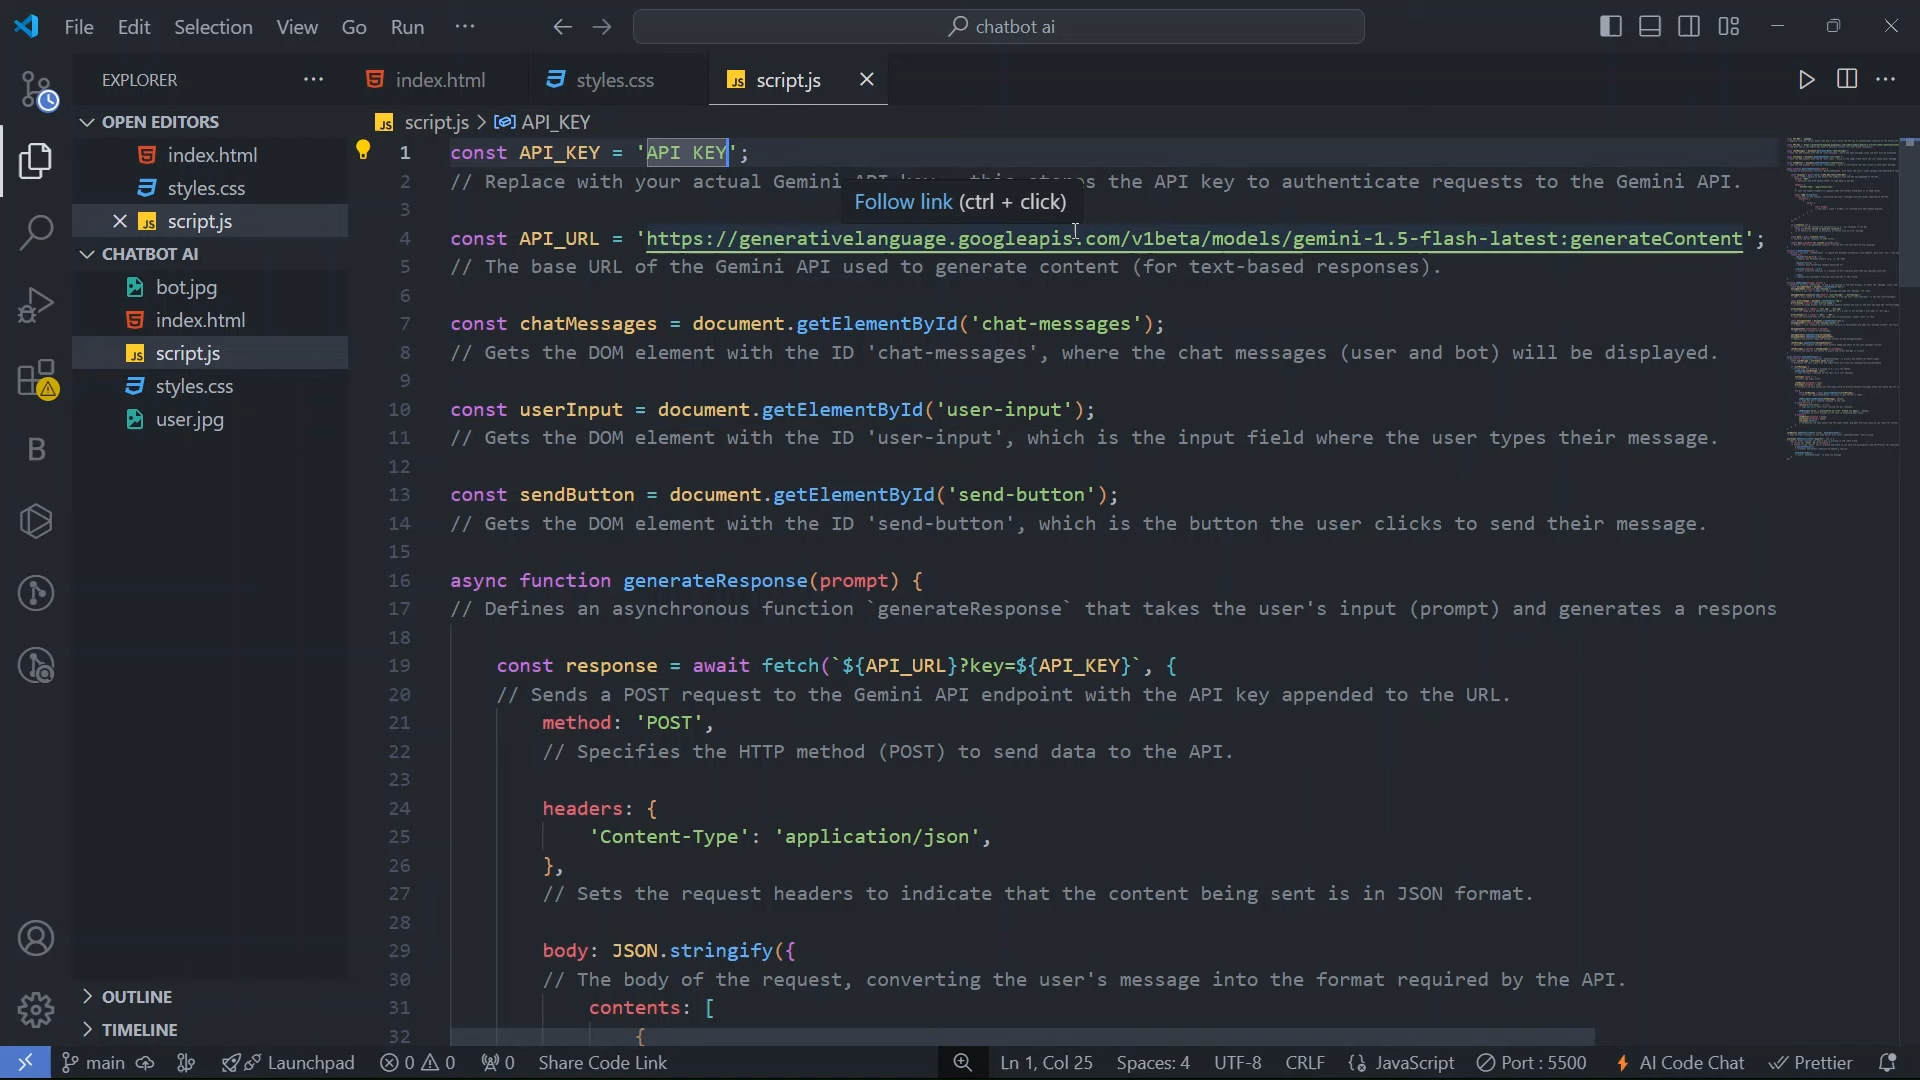 File Edit Selection View Go Run ··· chatbot ai
EXPLORER ···
index.html styles.css JS script.js
OPEN EDITORS
index.html
styles.css
JS script.js
CHATBOT AI
bot.jpg
index.html
JS script.js
styles.css
user.jpg
OUTLINE
TIMELINE
JS script.js > API_KEY
1 const API_KEY = 'API KEY';
2 // Replace with your actual Gemini the API key to authenticate requests to the Gemini API.
Follow link (ctrl + click)
3
4 const API_URL = 'https://generativelanguage.googleapis.com/v1beta/models/gemini-1.5-flash-latest:generateContent';
5 // The base URL of the Gemini API used to generate content (for text-based responses).
6
7 const chatMessages = document.getElementById('chat-messages');
8 // Gets the DOM element with the ID 'chat-messages', where the chat messages (user and bot) will be displayed.
9
10 const userInput = document.getElementById('user-input');
11 // Gets the DOM element with the ID 'user-input', which is the input field where the user types their message.
12
13 const sendButton = document.getElementById('send-button');
14 // Gets the DOM element with the ID 'send-button', which is the button the user clicks to send their message.
15
16 async function generateResponse(prompt) {
17 // Defines an asynchronous function `generateResponse` that takes the user's input (prompt) and generates a respons
18
19 const response = await fetch(`${API_URL}?key=${API_KEY}`, {
20 // Sends a POST request to the Gemini API endpoint with the API key appended to the URL.
21 method: 'POST',
22 // Specifies the HTTP method (POST) to send data to the API.
23
24 headers: {
25 'Content-Type': 'application/json',
26 },
27 // Sets the request headers to indicate that the content being sent is in JSON format.
28
29 body: JSON.stringify({
30 // The body of the request, converting the user's message into the format required by the API.
31 contents: [
32 {
main Launchpad 0 0 0 Share Code Link Ln 1, Col 25 Spaces: 4 UTF-8 CRLF {} JavaScript Port : 5500 AI Code Chat Prettier